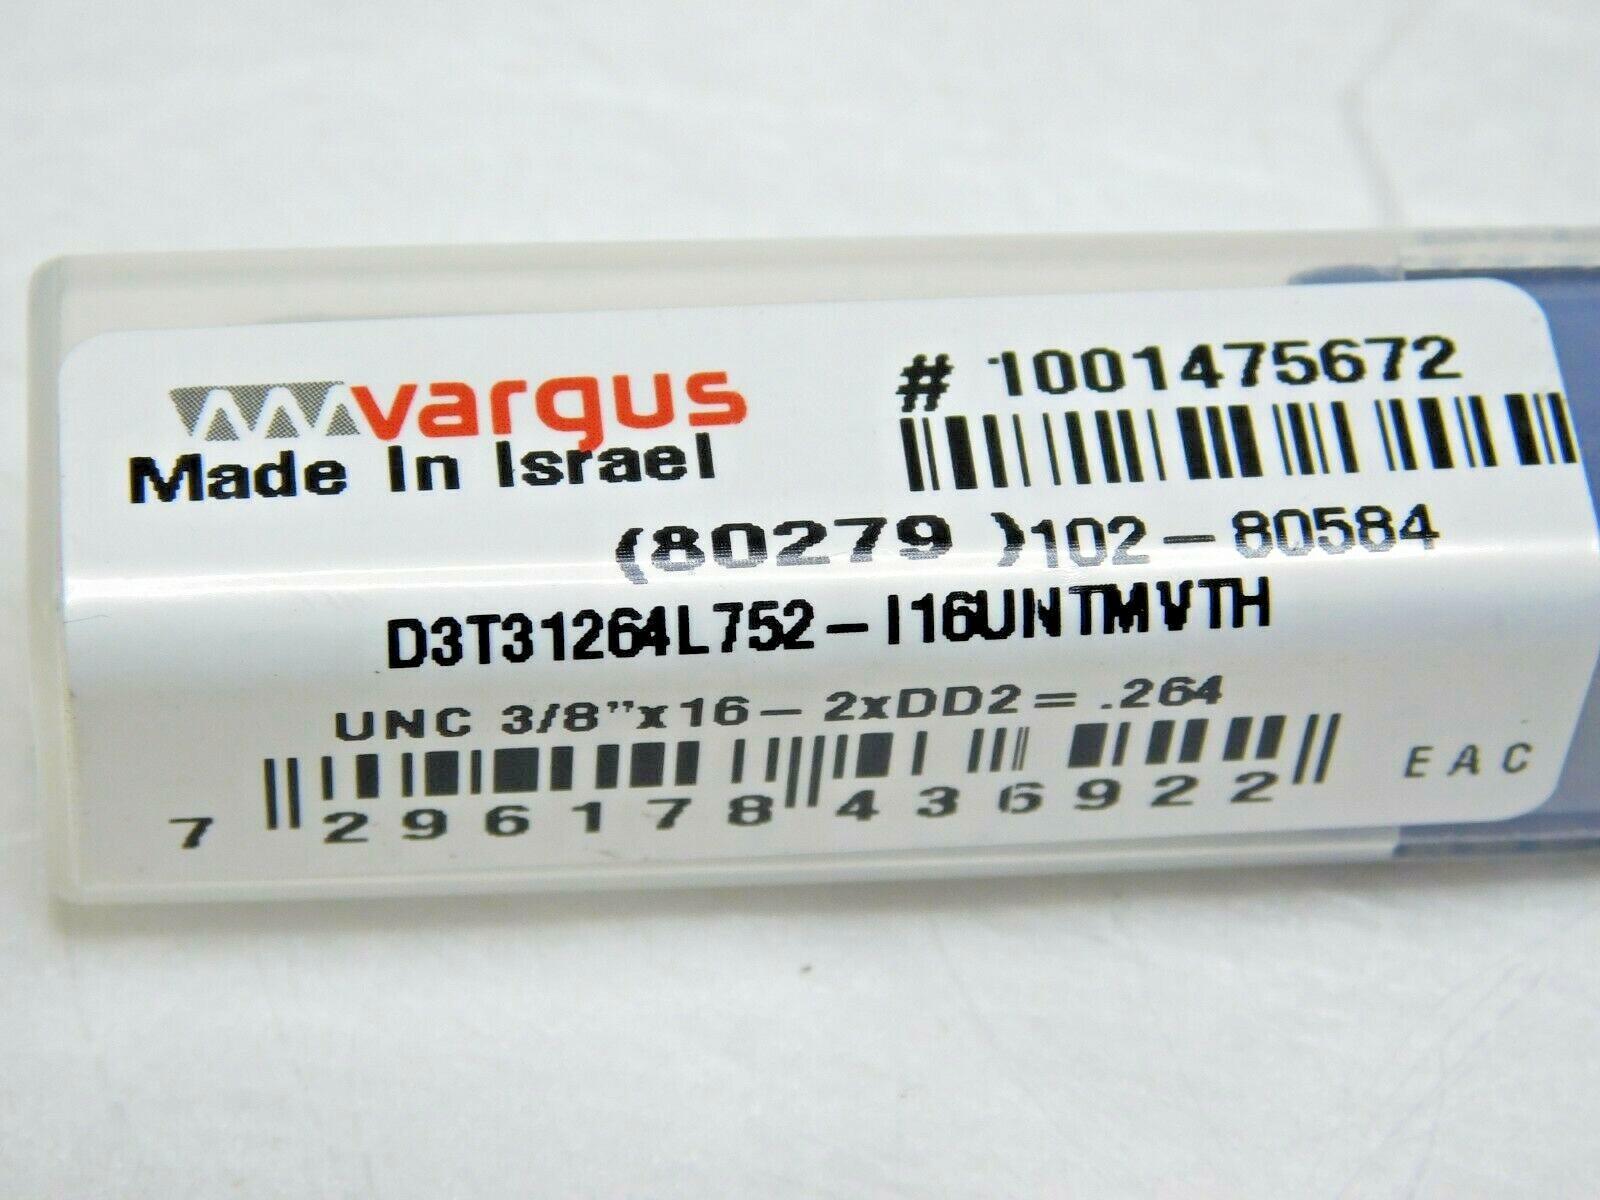 vargus
Made In Israel
# 1001475672
(80279 )102-80584
D3T31264L752-I16UNTMVTH
UNC 3/8"x16- 2xDD2= .264
7 296178 436922
EAC